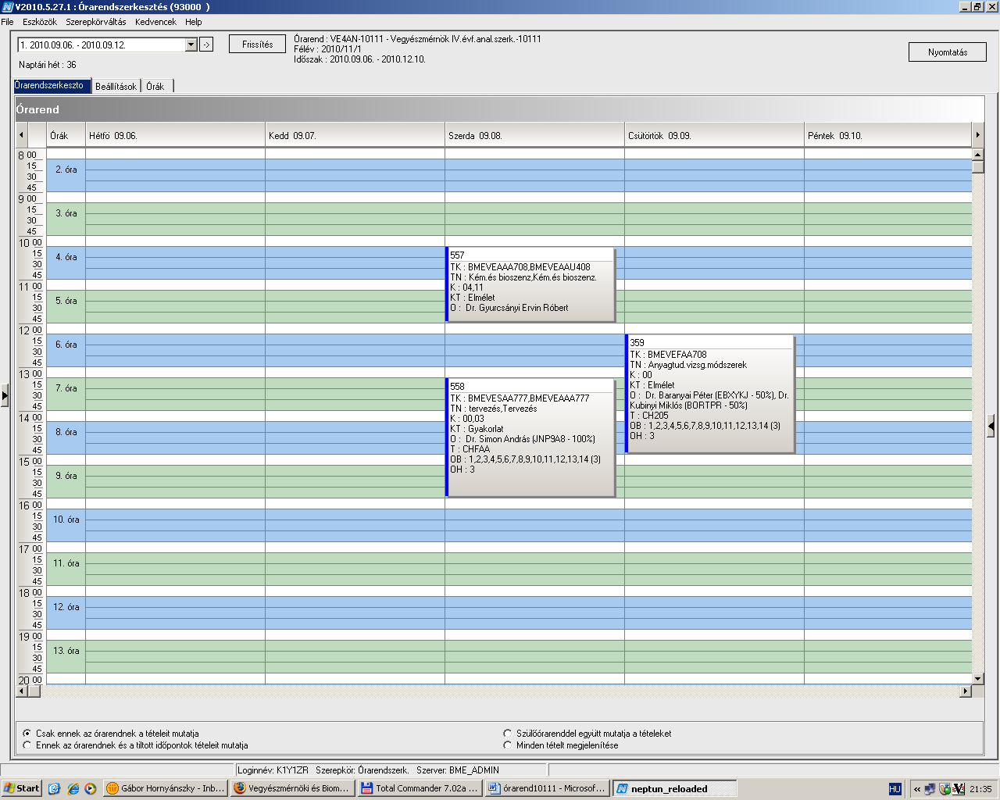 V2010.5.27.1 : Órarendszerkesztés (93000 )
File Eszközök Szerepkörváltás Kedvencek Help
1. 2010.09.06. - 2010.09.12.
->
Frissítés
Órarend : VE4AN-10111 - Vegyészmérnök IV.évf.anal.szerk.-10111
Félév : 2010/11/1
Időszak : 2010.09.06. - 2010.12.10.
Nyomtatás
Naptári hét : 36
Órarendszerkeszto Beállítások Órák
Órarend
Órák Hétfő 09.06. Kedd 09.07. Szerda 09.08. Csütörtök 09.09. Péntek 09.10.
8 00
15
30
45
2. óra
9 00
15
30
45
3. óra
10 00
15
30
45
4. óra
11 00
15
30
45
5. óra
12 00
15
30
45
6. óra
13 00
15
30
45
7. óra
14 00
15
30
45
8. óra
15 00
15
30
45
9. óra
16 00
15
30
45
10. óra
17 00
15
30
45
11. óra
18 00
15
30
45
12. óra
19 00
15
30
45
13. óra
20 00
557
TK : BMEVEAAA708,BMEVEAAU408
TN : Kém.és bioszenz,Kém.és bioszenz.
K : 04,11
KT : Elmélet
O : Dr. Gyurcsányi Ervin Róbert
558
TK : BMEVESAA777,BMEVEAAA777
TN : tervezés,Tervezés
K : 00,03
KT : Gyakorlat
O : Dr. Simon András (JNP9A8 - 100%)
T : CHFAA
OB : 1,2,3,4,5,6,7,8,9,10,11,12,13,14 (3)
OH : 3
359
TK : BMEVEFAA708
TN : Anyagtud.vizsg.módszerek
K : 00
KT : Elmélet
O : Dr. Baranyai Péter (EBXYKJ - 50%), Dr.
Kubinyi Miklós (BORTPR - 50%)
T : CH205
OB : 1,2,3,4,5,6,7,8,9,10,11,12,13,14 (3)
OH : 3
Csak ennek az órarendnek a tételeit mutatja
Ennek az órarendnek és a tiltott időpontok tételeit mutatja
Szülőórarenddel együtt mutatja a tételeket
Minden tételt megjelenítése
Loginnév: K1Y1ZR Szerepkör: Órarendszerk. Szerver: BME_ADMIN
Start
Gábor Hornyánszky - Inb...
Vegyészmérnöki és Biom...
Total Commander 7.02a ...
órarend10111 - Microsof...
neptun_reloaded
HU
«
21:35